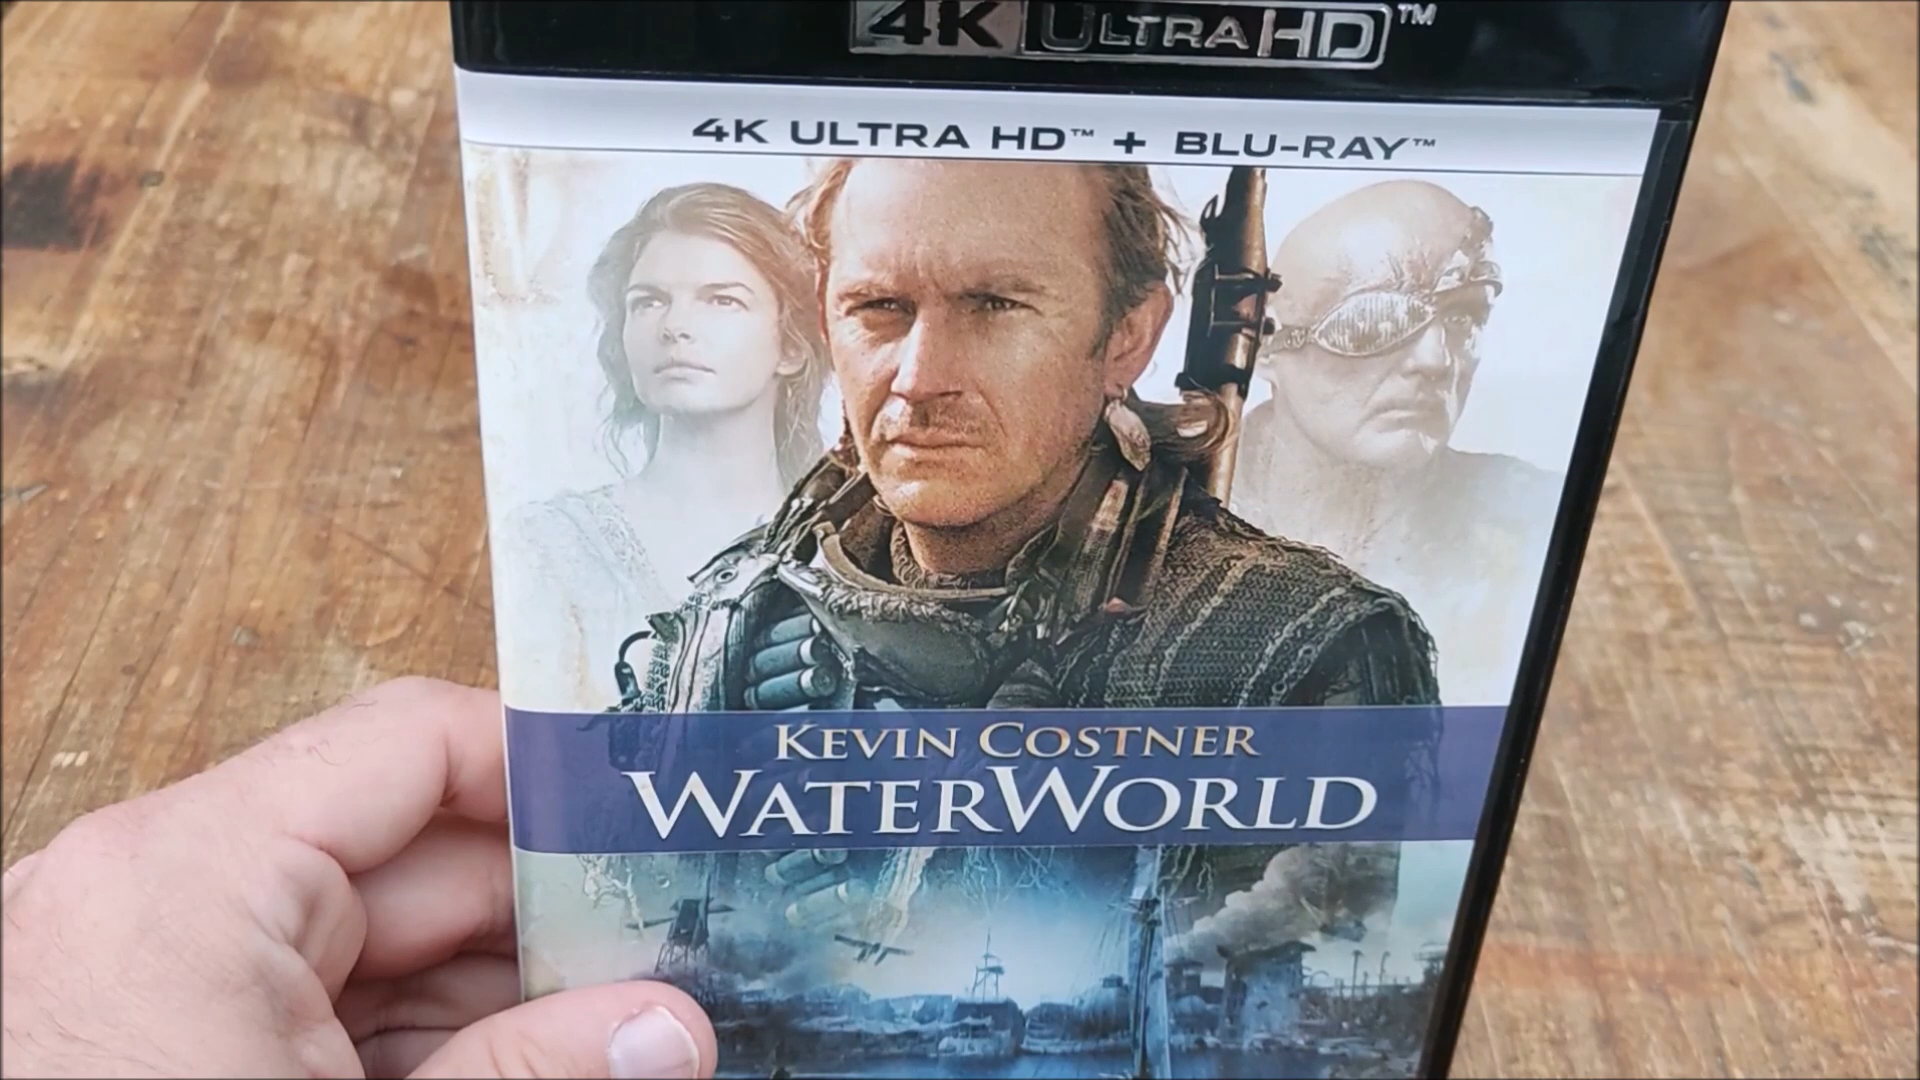 4K ULTRA HD™
4K ULTRA HD™ + BLU-RAY™
KEVIN COSTNER
WATERWORLD